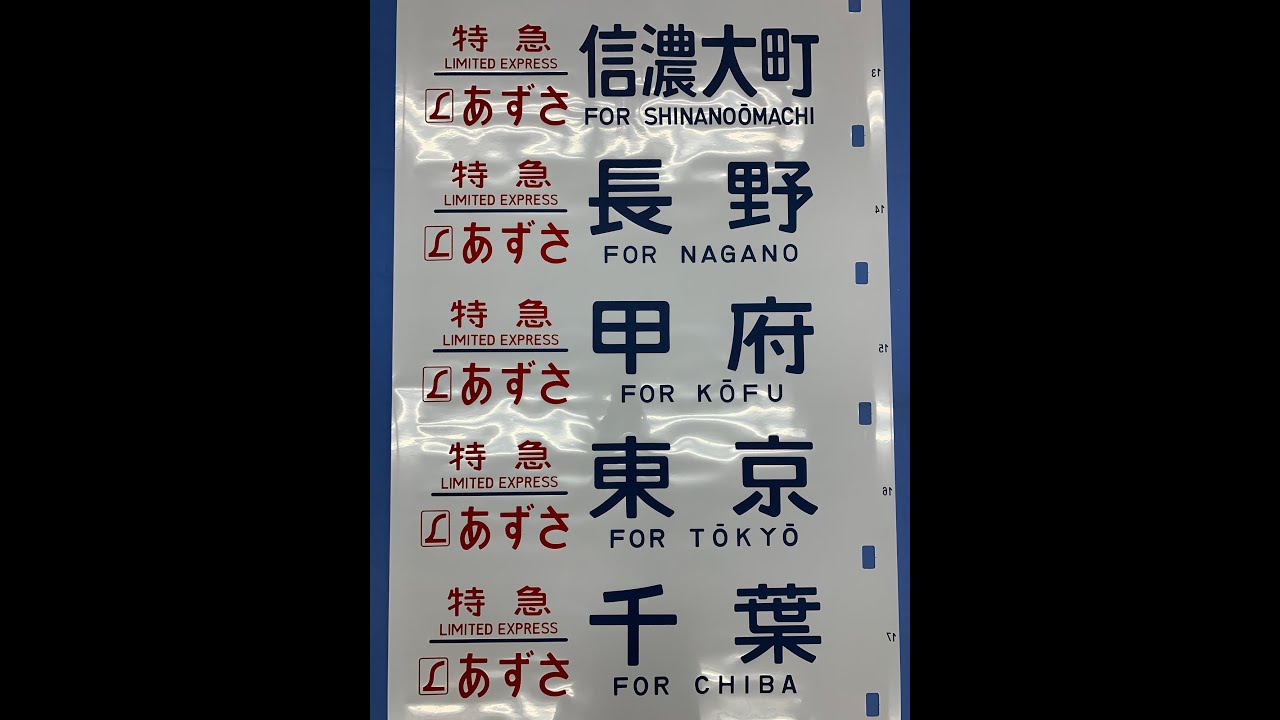 特急
LIMITED EXPRESS
あずさ
信濃大町
FOR SHINANOŌMACHI
13
特急
LIMITED EXPRESS
あずさ
長野
FOR NAGANO
14
特急
LIMITED EXPRESS
あずさ
甲府
FOR KŌFU
15
特急
LIMITED EXPRESS
あずさ
東京
FOR TŌKYŌ
16
特急
LIMITED EXPRESS
あずさ
千葉
FOR CHIBA
17